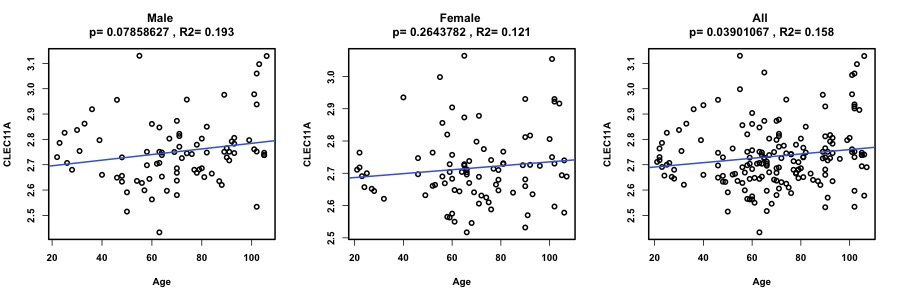 Male
p= 0.07858627 , R2= 0.193
CLEC11A
3.1
3.0
2.9
2.8
2.7
2.6
2.5
20 40 60 80 100
Age
Female
p= 0.2643782 , R2= 0.121
CLEC11A
3.0
2.9
2.8
2.7
2.6
2.5
20 40 60 80 100
Age
All
p= 0.03901067 , R2= 0.158
CLEC11A
3.1
3.0
2.9
2.8
2.7
2.6
2.5
20 40 60 80 100
Age